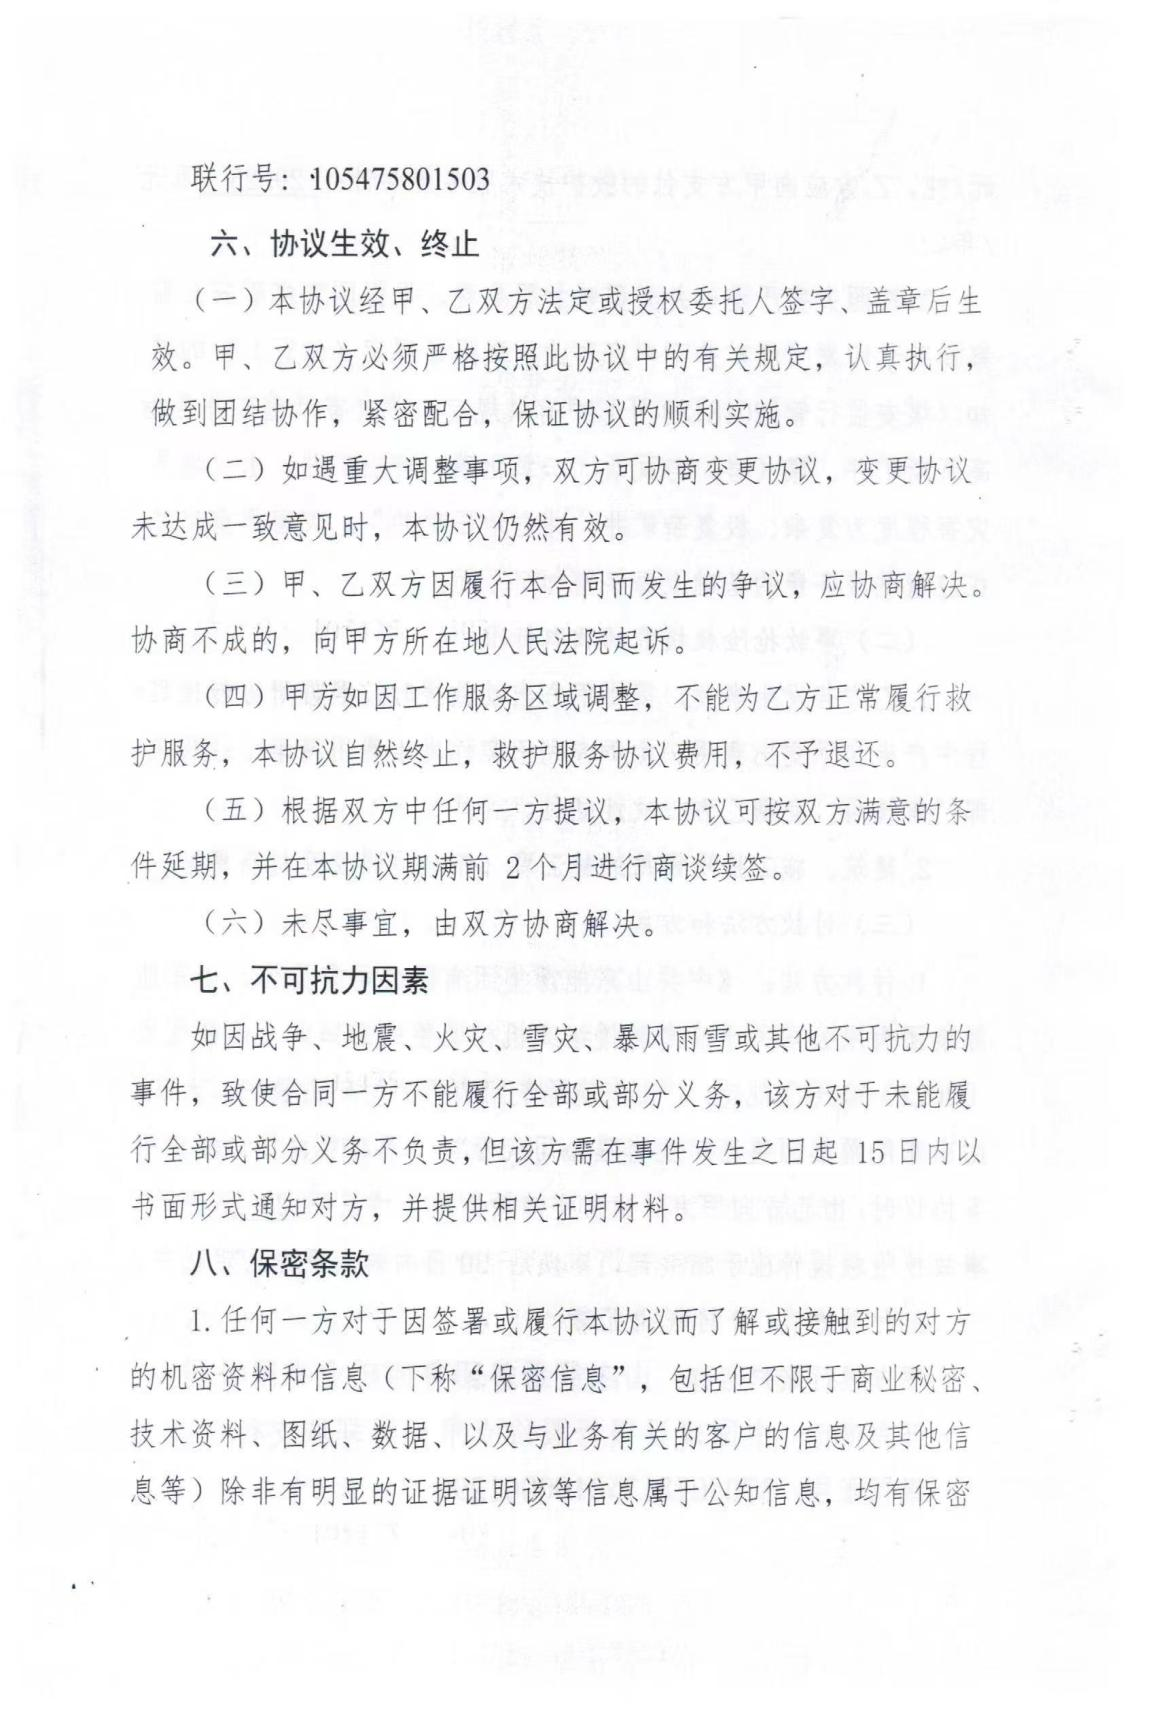 联行号：105475801503
六、协议生效、终止
（一）本协议经甲、乙双方法定或授权委托人签字、盖章后生
效。甲、乙双方必须严格按照此协议中的有关规定，认真执行，
做到团结协作，紧密配合，保证协议的顺利实施。
（二）如遇重大调整事项，双方可协商变更协议，变更协议
未达成一致意见时，本协议仍然有效。
（三）甲、乙双方因履行本合同而发生的争议，应协商解决。
协商不成的，向甲方所在地人民法院起诉。
（四）甲方如因工作服务区域调整，不能为乙方正常履行救
护服务，本协议自然终止，救护服务协议费用，不予退还。
（五）根据双方中任何一方提议，本协议可按双方满意的条
件延期，并在本协议期满前 2个月进行商谈续签。
（六）未尽事宜，由双方协商解决。
七、不可抗力因素
如因战争、地震、火灾、雪灾、暴风雨雪或其他不可抗力的
事件，致使合同一方不能履行全部或部分义务，该方对于未能履
行全部或部分义务不负责，但该方需在事件发生之日起 15 日内以
书面形式通知对方，并提供相关证明材料。
八、保密条款
1.任何一方对于因签署或履行本协议而了解或接触到的对方
的机密资料和信息（下称“保密信息”，包括但不限于商业秘密、
技术资料、图纸、数据、以及与业务有关的客户的信息及其他信
息等）除非有明显的证据证明该等信息属于公知信息，均有保密